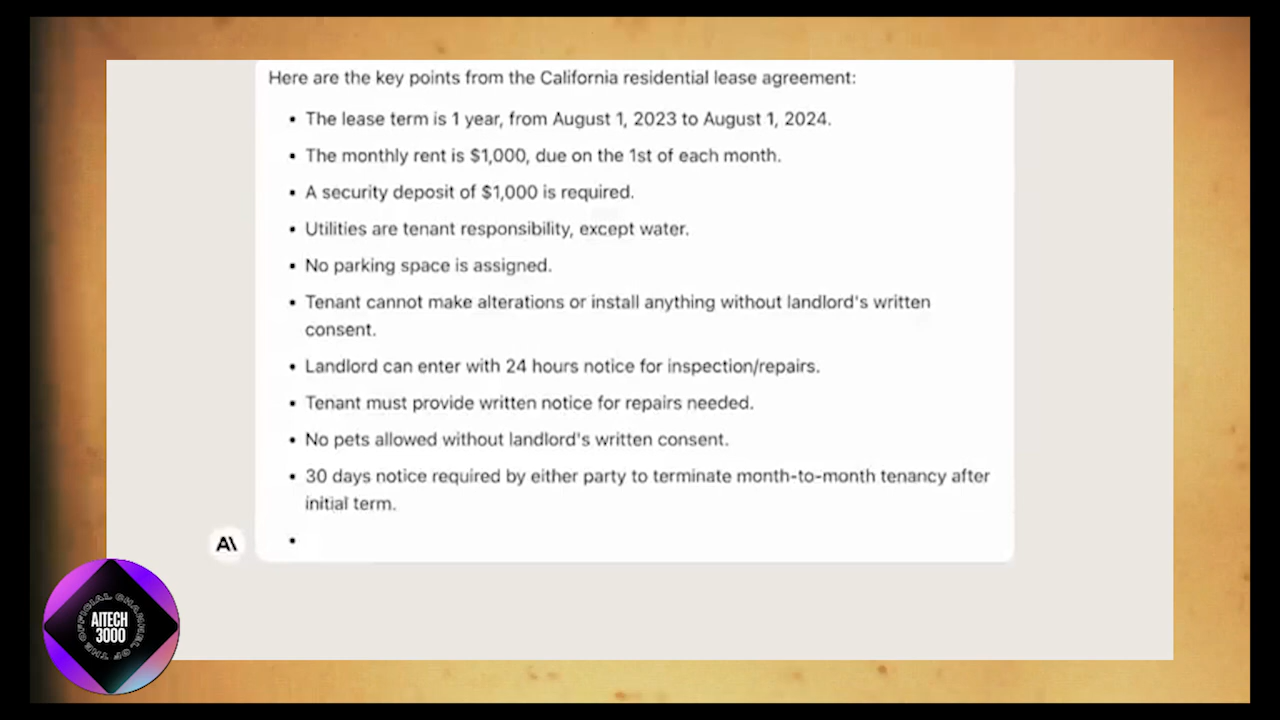 Here are the key points from the California residential lease agreement:
• The lease term is 1 year, from August 1, 2023 to August 1, 2024.
• The monthly rent is $1,000, due on the 1st of each month.
• A security deposit of $1,000 is required.
• Utilities are tenant responsibility, except water.
• No parking space is assigned.
• Tenant cannot make alterations or install anything without landlord's written
consent.
• Landlord can enter with 24 hours notice for inspection/repairs.
• Tenant must provide written notice for repairs needed.
• No pets allowed without landlord's written consent.
• 30 days notice required by either party to terminate month-to-month tenancy after
initial term.
•
A\
AITECH
3000
OFFICIAL CHANNEL OF THE